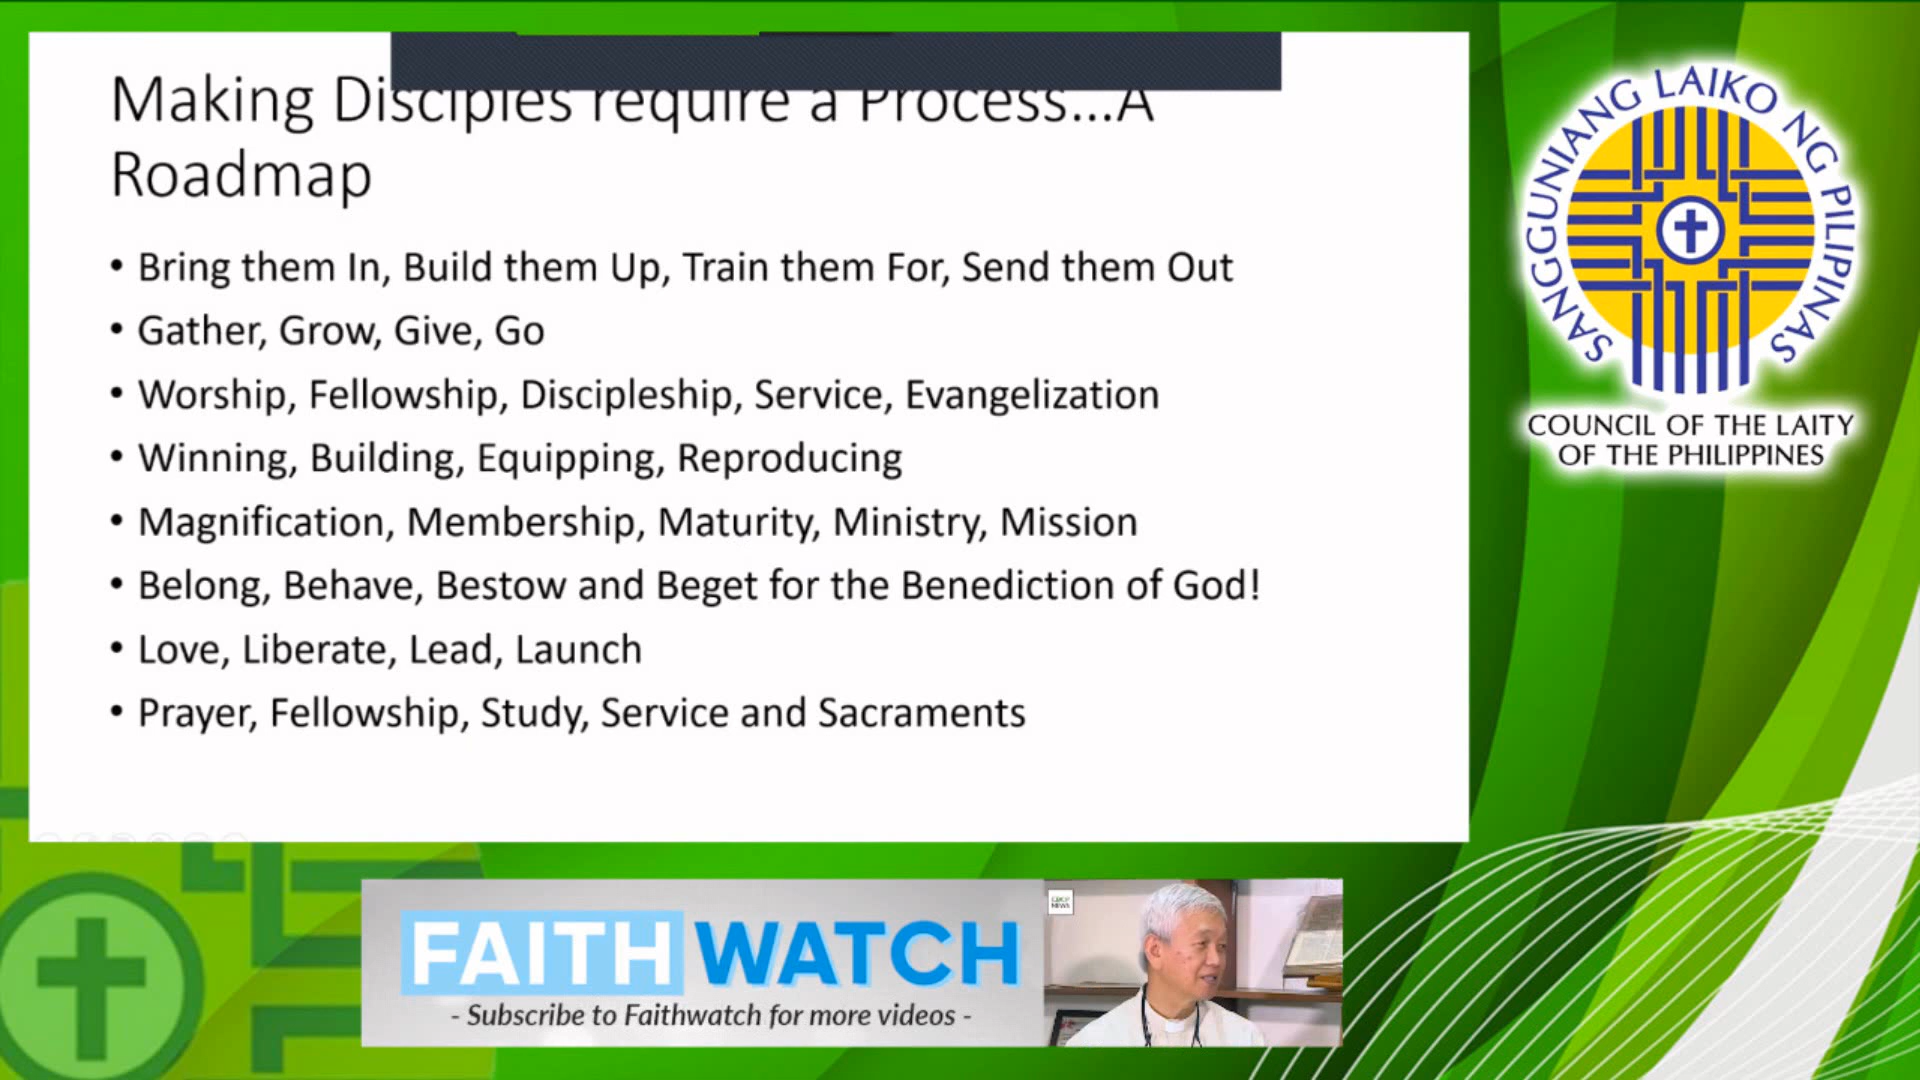 Making Disciples require a Process...A
Roadmap
• Bring them In, Build them Up, Train them For, Send them Out
• Gather, Grow, Give, Go
• Worship, Fellowship, Discipleship, Service, Evangelization
• Winning, Building, Equipping, Reproducing
• Magnification, Membership, Maturity, Ministry, Mission
• Belong, Behave, Bestow and Beget for the Benediction of God!
• Love, Liberate, Lead, Launch
• Prayer, Fellowship, Study, Service and Sacraments
SANGGUNIANG LAIKO NG PILIPINAS
COUNCIL OF THE LAITY
OF THE PHILIPPINES
FAITH WATCH
- Subscribe to Faithwatch for more videos -
CBCP
NEWS